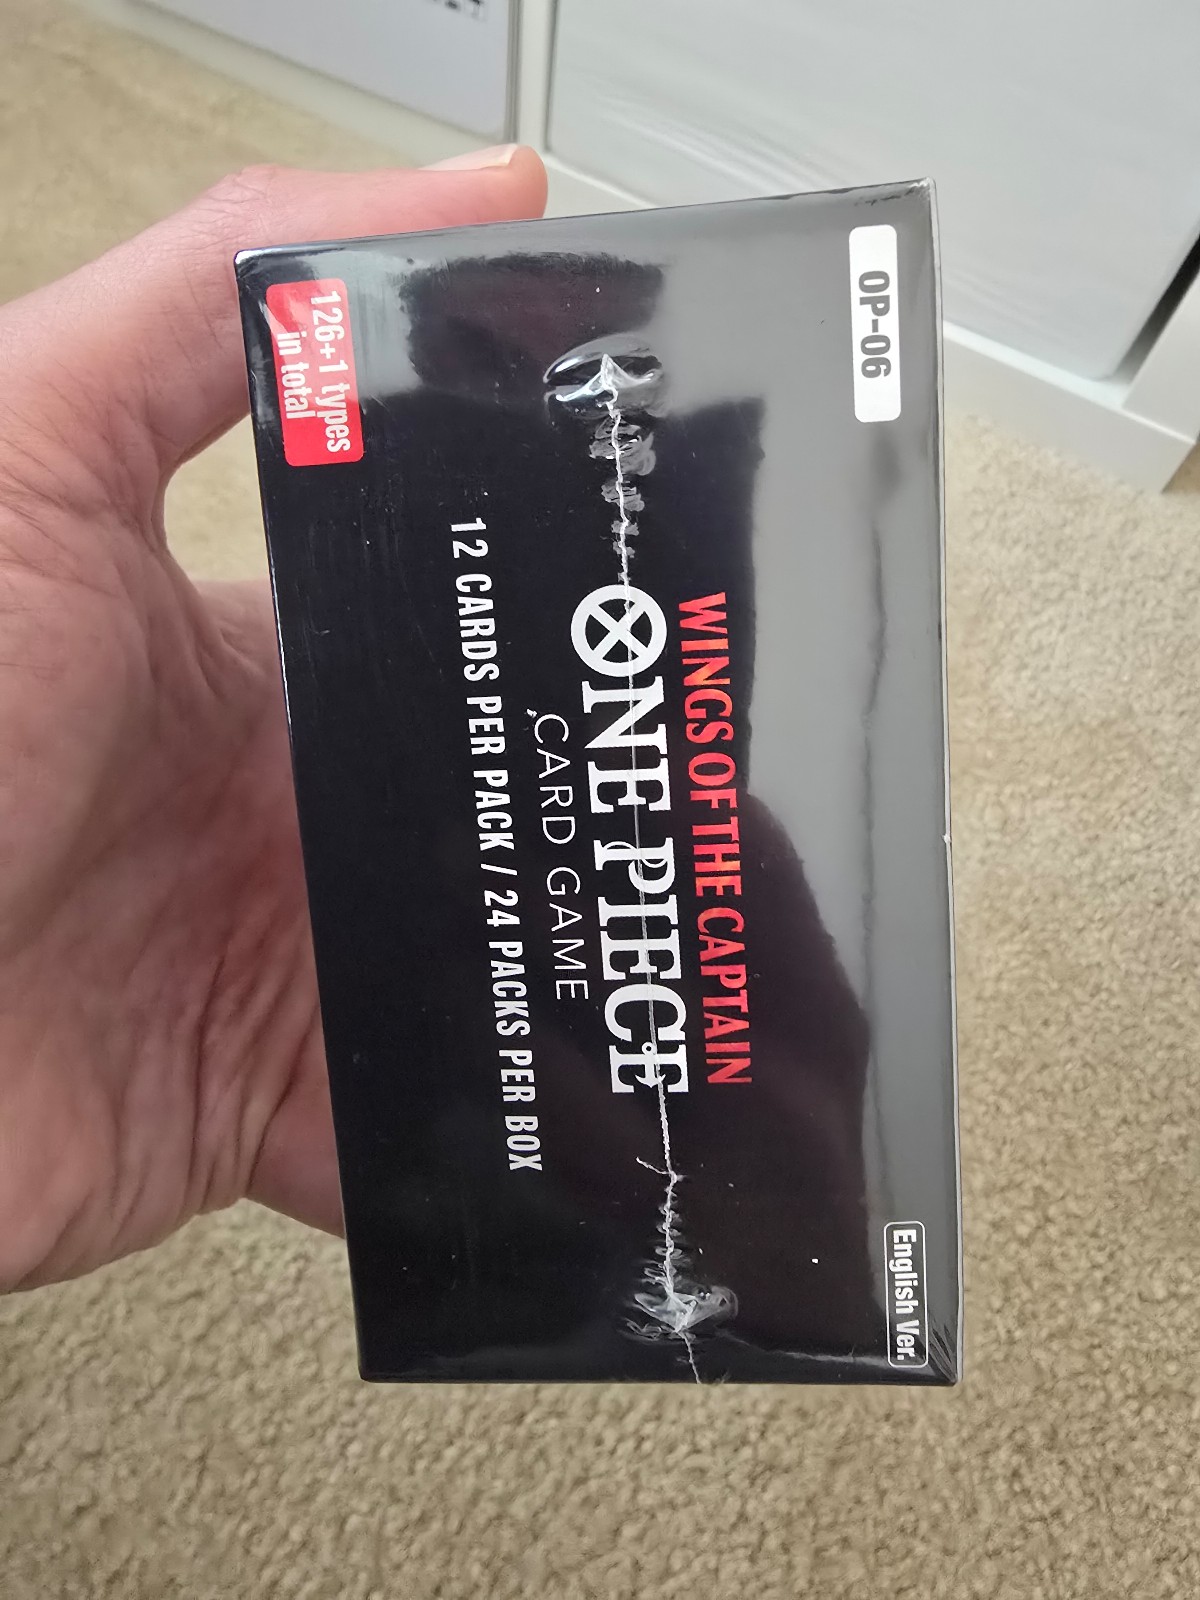 OP-06
English Ver.
WINGS OF THE CAPTAIN
ONE PIECE
CARD GAME
12 CARDS PER PACK / 24 PACKS PER BOX
126+1 types
in total